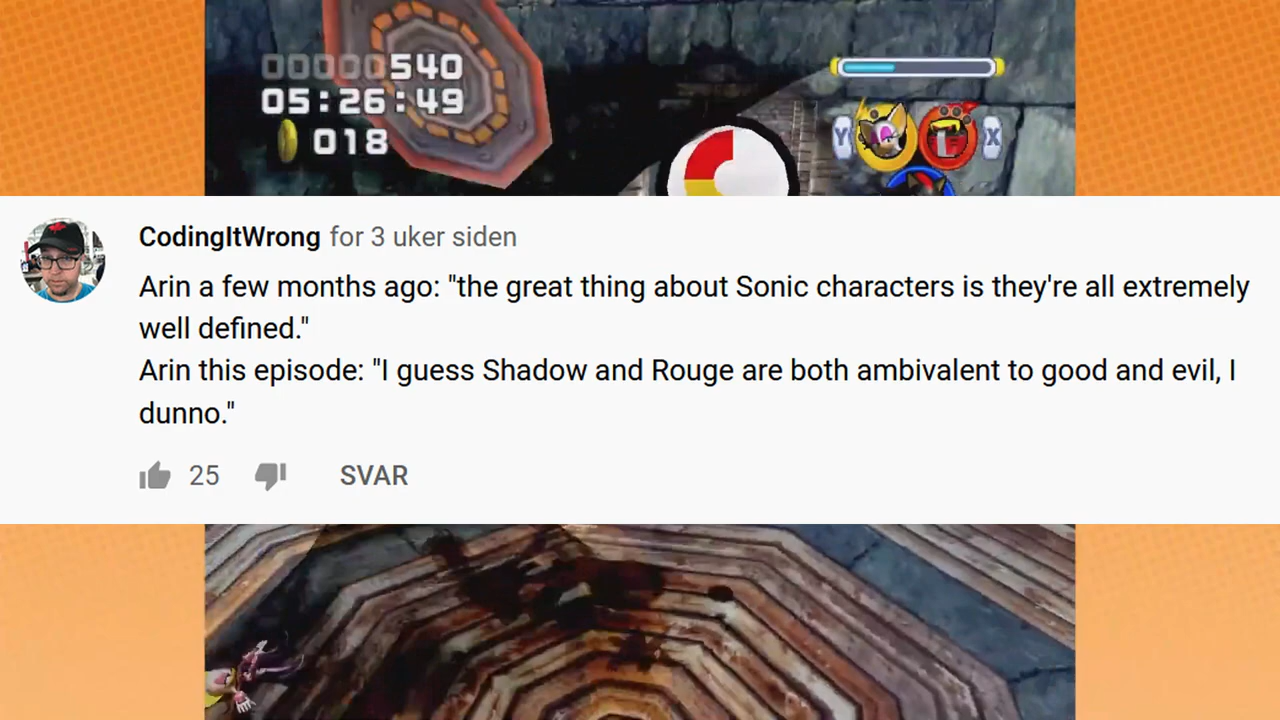 00000540
05:26:49
018
Y X
CodingItWrong for 3 uker siden
Arin a few months ago: "the great thing about Sonic characters is they're all extremely
well defined."
Arin this episode: "I guess Shadow and Rouge are both ambivalent to good and evil, I
dunno."
25 SVAR